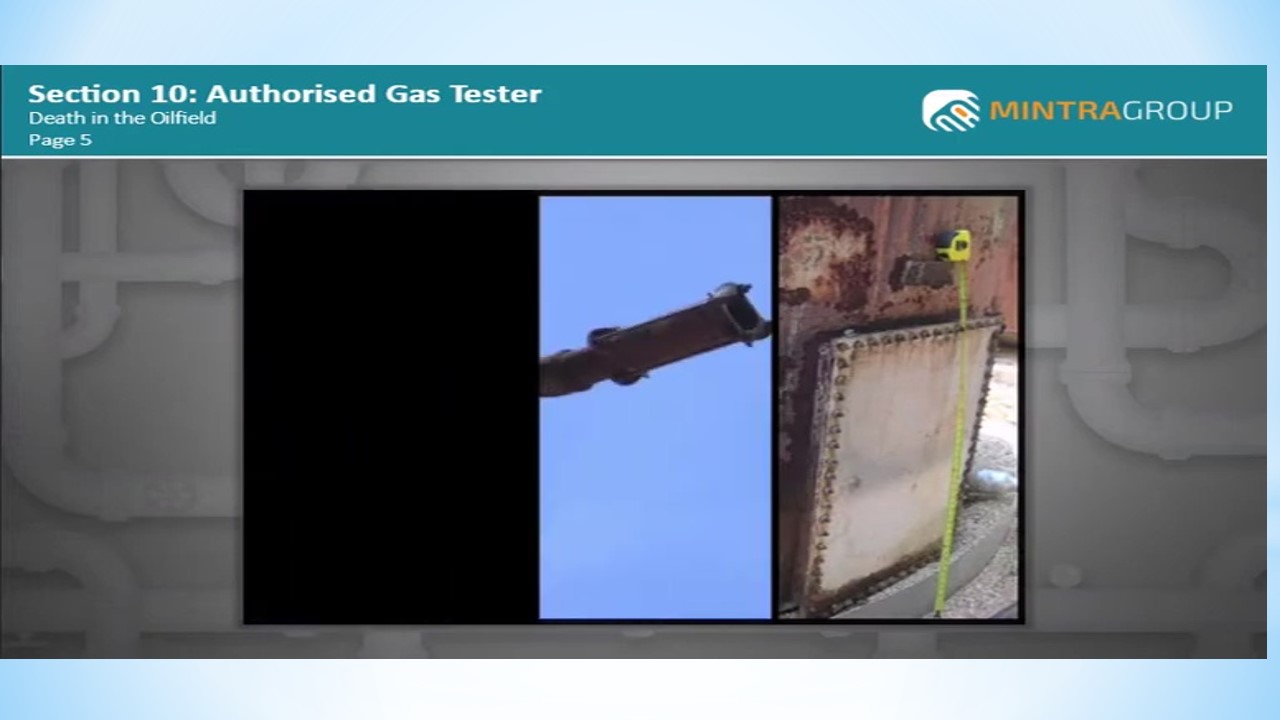 Section 10: Authorised Gas Tester
Death in the Oilfield
Page 5
MINTRAGROUP